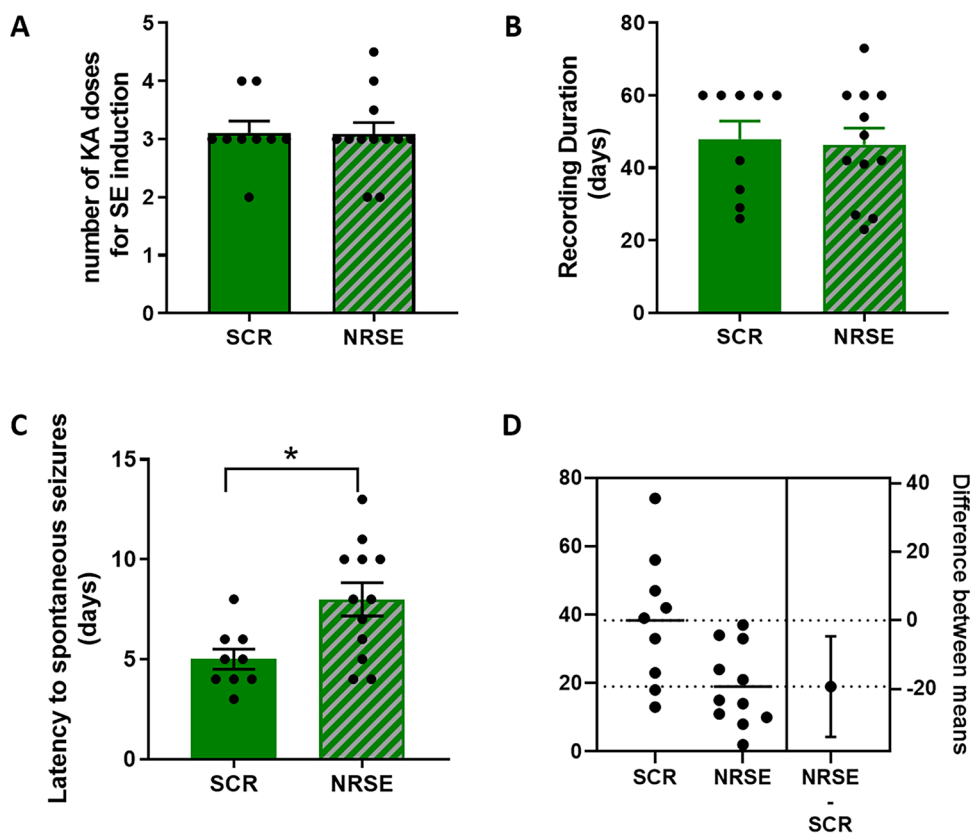 A
number of KA doses
for SE induction
5
4
3
2
1
0
SCR NRSE
B
Recording Duration
(days)
80
60
40
20
0
SCR NRSE
C
Latency to spontaneous seizures
(days)
15
10
5
0
*
SCR NRSE
D
80
60
40
20
0
40
20
0
-20
Difference between means
SCR NRSE NRSE
-
SCR